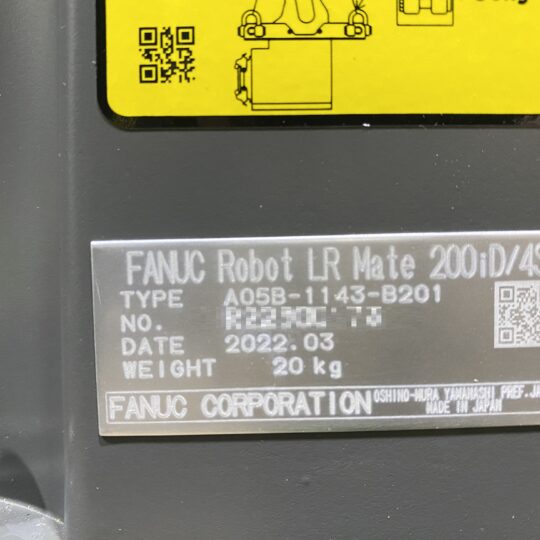 FANUC Robot LR Mate 200iD/4S
TYPE A05B-1143-B201
NO.
DATE 2022.03
WEIGHT 20 kg
FANUC CORPORATION
OSHINO-MURA YAMANASHI PREF. JA
MADE IN JAPAN